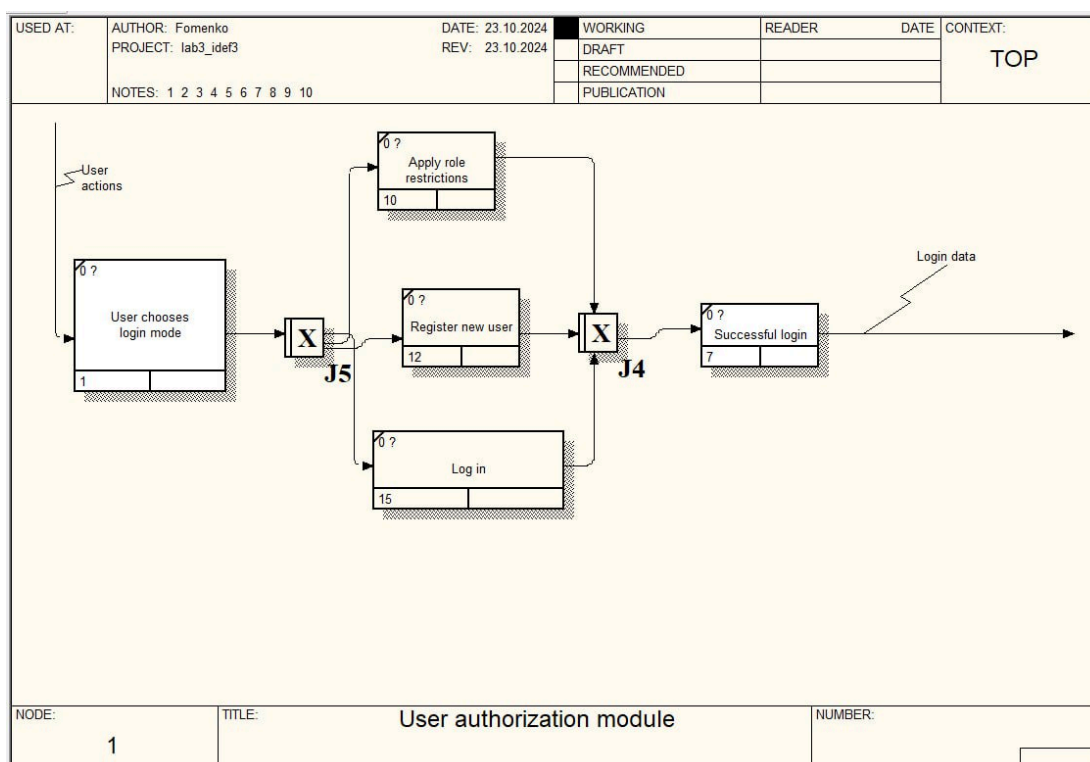 USED AT:
AUTHOR: Fomenko
DATE: 23.10.2024
PROJECT: lab3_idef3
REV: 23.10.2024
NOTES: 1 2 3 4 5 6 7 8 9 10
WORKING
DRAFT
RECOMMENDED
PUBLICATION
READER
DATE
CONTEXT:
TOP
User
actions
0 ?
Apply role
restrictions
10
0 ?
User chooses
login mode
1
X
J5
0 ?
Register new user
12
X
J4
0 ?
Successful login
7
Login data
0 ?
Log in
15
NODE:
1
TITLE:
User authorization module
NUMBER: